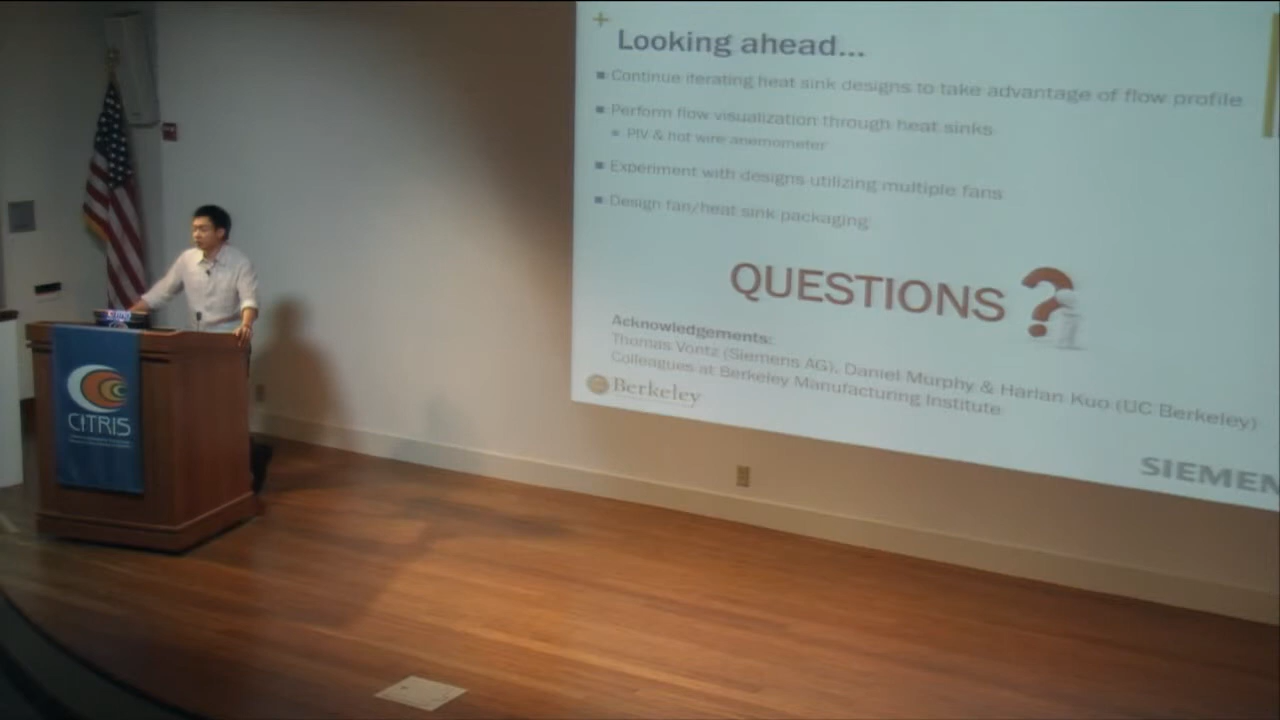 Looking ahead...
Continue iterating heat sink designs to take advantage of flow profile
Perform flow visualization through heat sinks
PIV & hot wire anemometer
Experiment with designs utilizing multiple fans
Design fan/heat sink packaging
QUESTIONS ?
Acknowledgements:
Thomas Vontz (Siemens AG), Daniel Murphy & Harlan Kuo (UC Berkeley)
Colleagues at Berkeley Manufacturing Institute
Berkeley
SIEMEN
CITRIS